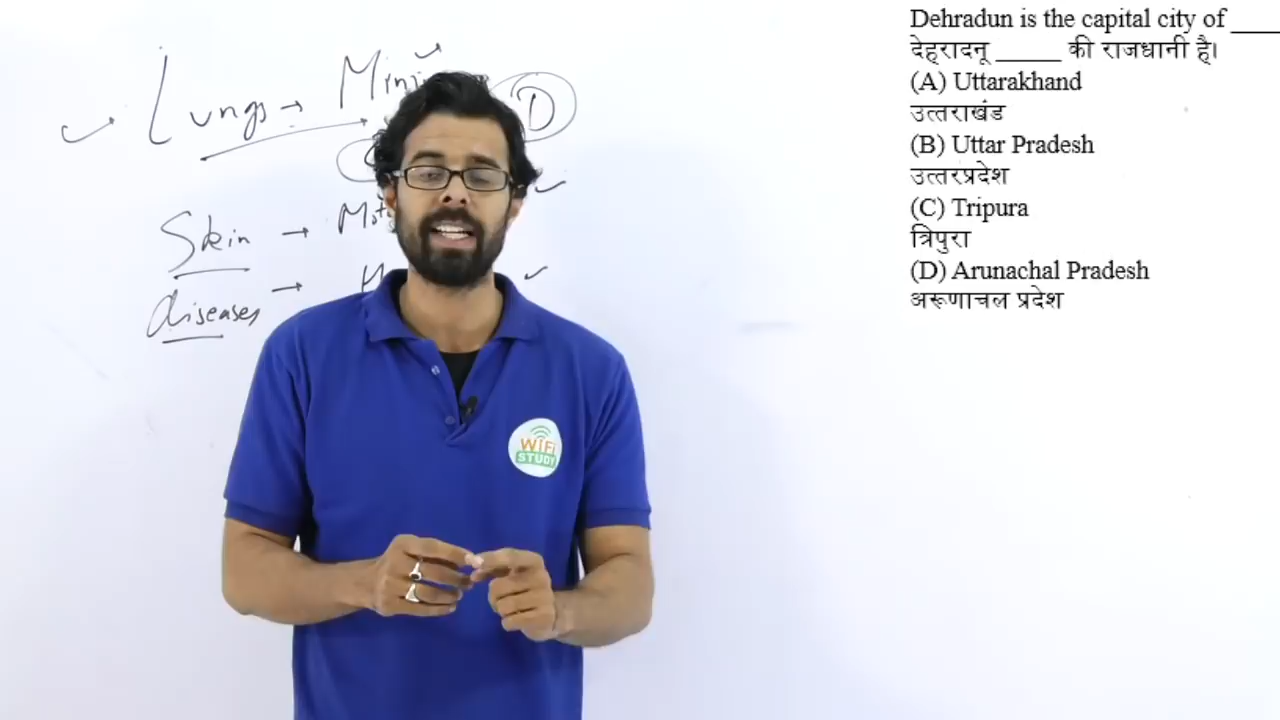 Dehradun is the capital city of ____
देहरादनू _____ की राजधानी है।
(A) Uttarakhand
उत्तराखंड
(B) Uttar Pradesh
उत्तरप्रदेश
(C) Tripura
त्रिपुरा
(D) Arunachal Pradesh
अरूणाचल प्रदेश
Lungs → D
Skin →
diseases →
WiFi
STUDY